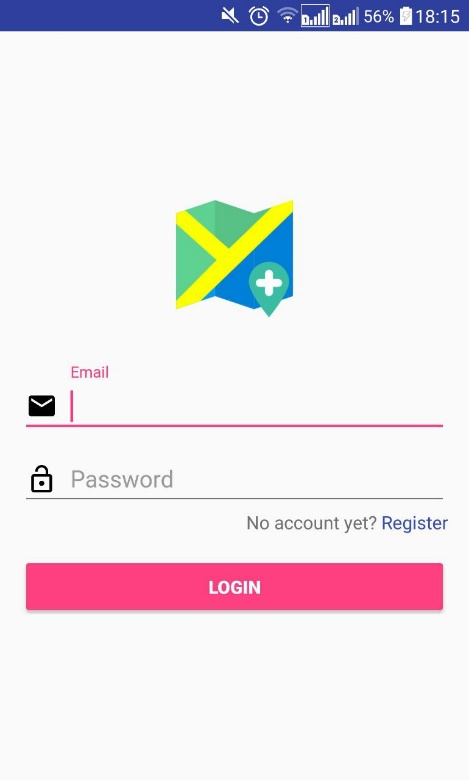 56% 18:15
Email
Password
No account yet? Register
LOGIN